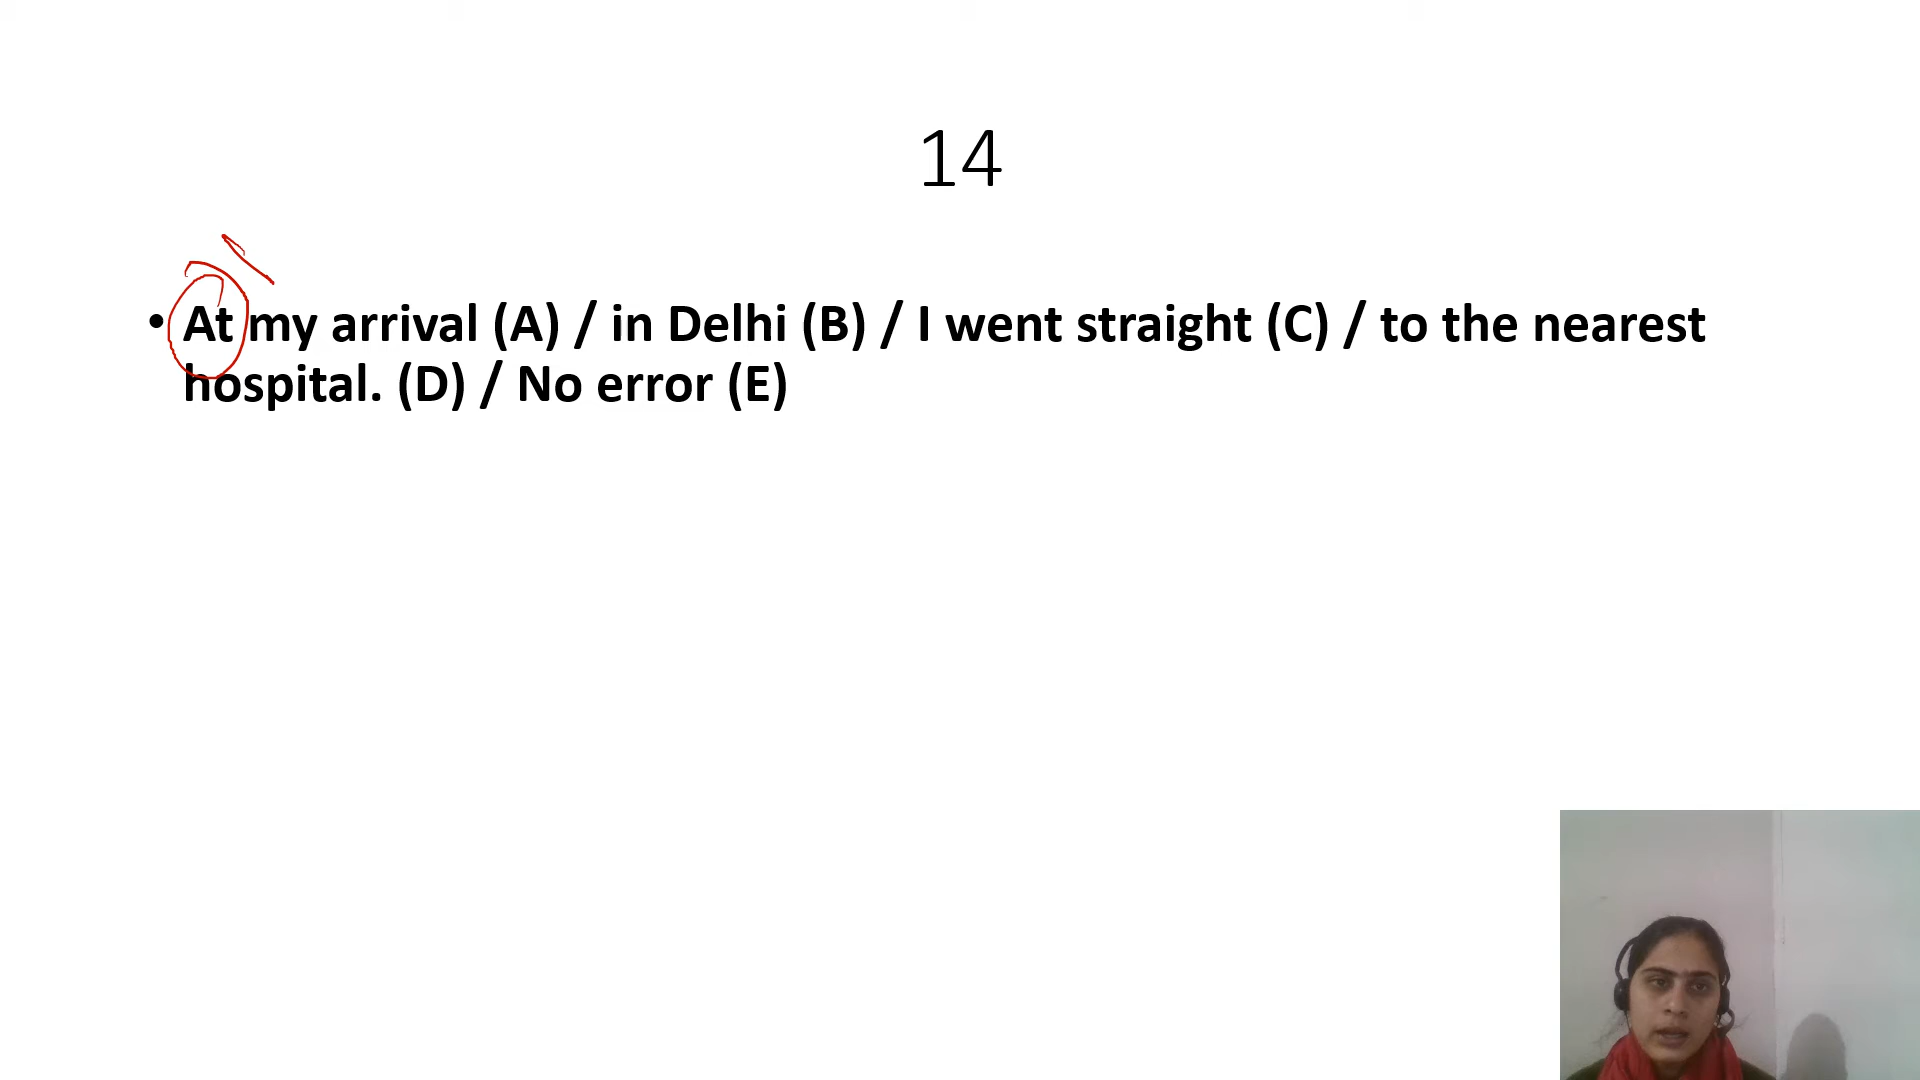 14
• At my arrival (A) / in Delhi (B) / I went straight (C) / to the nearest
hospital. (D) / No error (E)